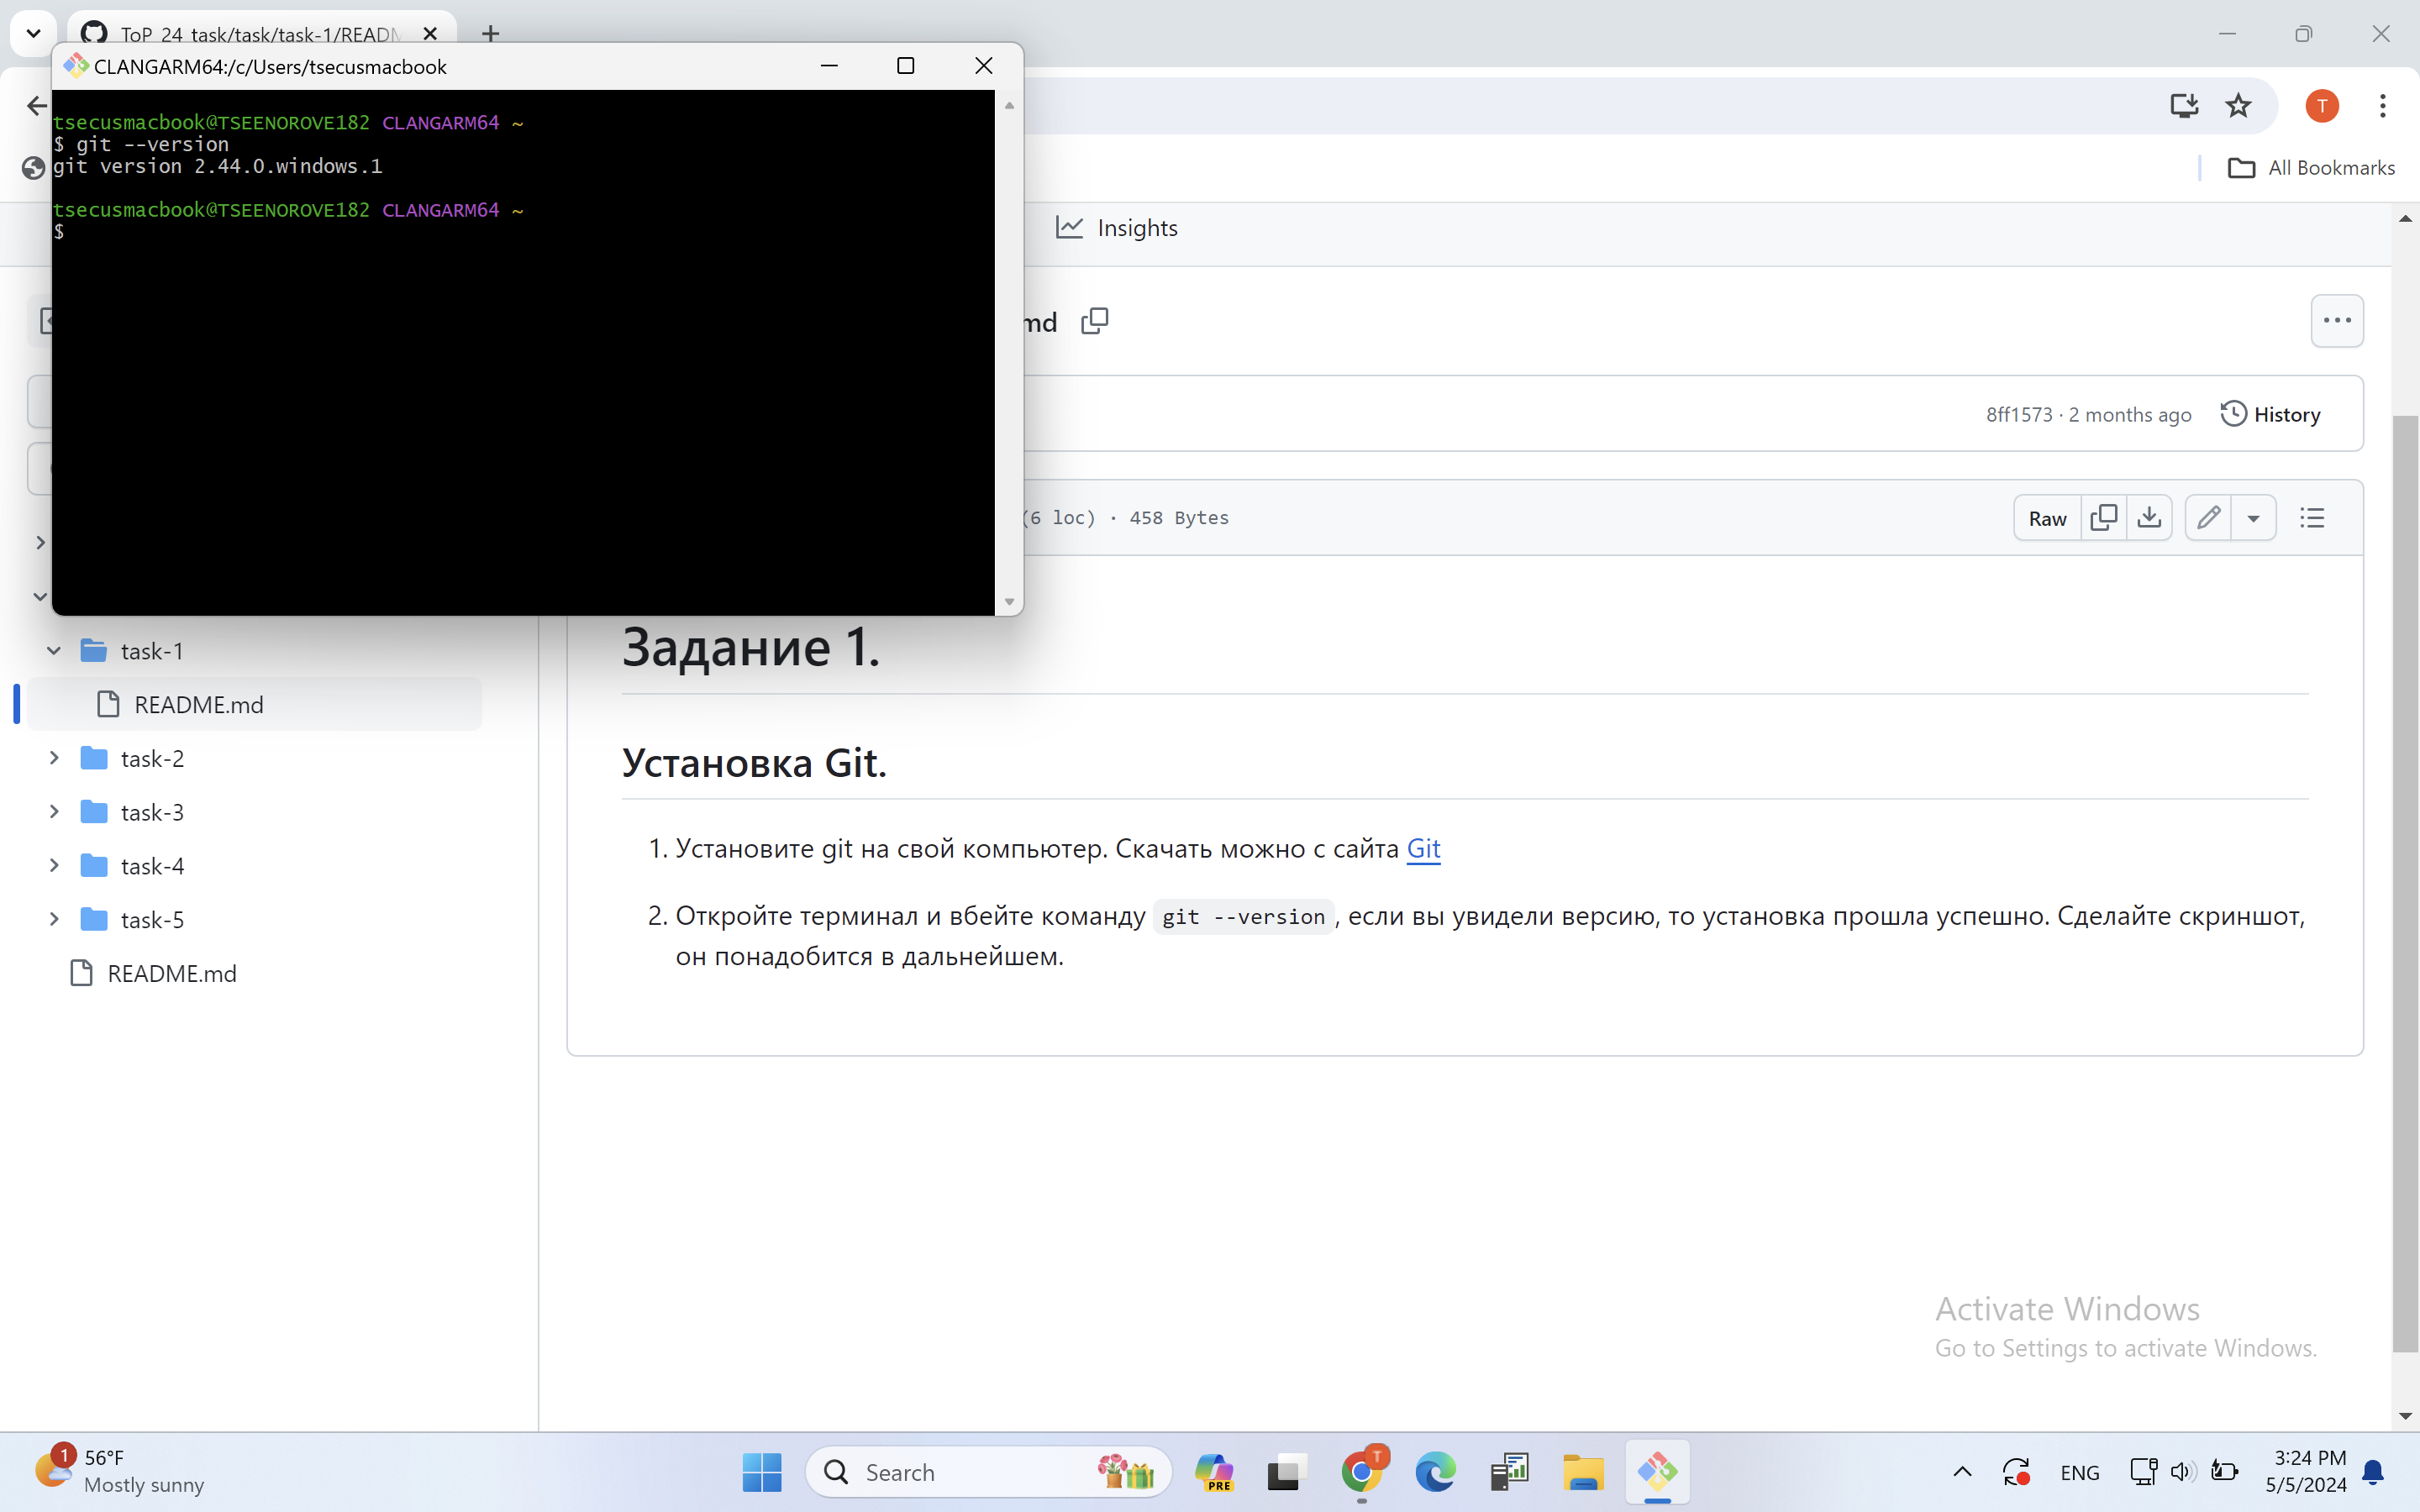 ToP_24_task/task/task-1/READM
CLANGARM64:/c/Users/tsecusmacbook
tsecusmacbook@TSEENOROVE182 CLANGARM64 ~
$ git --version
git version 2.44.0.windows.1
tsecusmacbook@TSEENOROVE182 CLANGARM64 ~
$
T
All Bookmarks
Insights
md
8ff1573 · 2 months ago
History
(6 loc) · 458 Bytes
Raw
task-1
README.md
task-2
task-3
task-4
task-5
README.md
Задание 1.
Установка Git.
1. Установите git на свой компьютер. Скачать можно с сайта Git
2. Откройте терминал и вбейте команду git --version, если вы увидели версию, то установка прошла успешно. Сделайте скриншот,
он понадобится в дальнейшем.
Activate Windows
Go to Settings to activate Windows.
1
56°F
Mostly sunny
Search
PRE
T
ENG
3:24 PM
5/5/2024